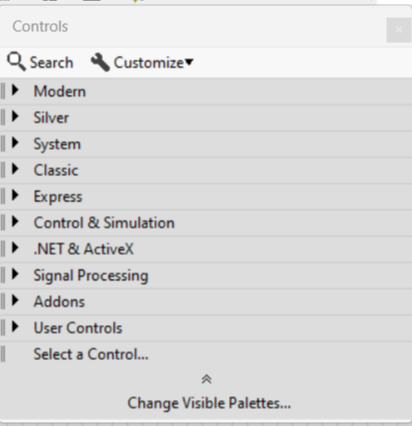 Controls
Search Customize
Modern
Silver
System
Classic
Express
Control & Simulation
.NET & ActiveX
Signal Processing
Addons
User Controls
Select a Control...
Change Visible Palettes...